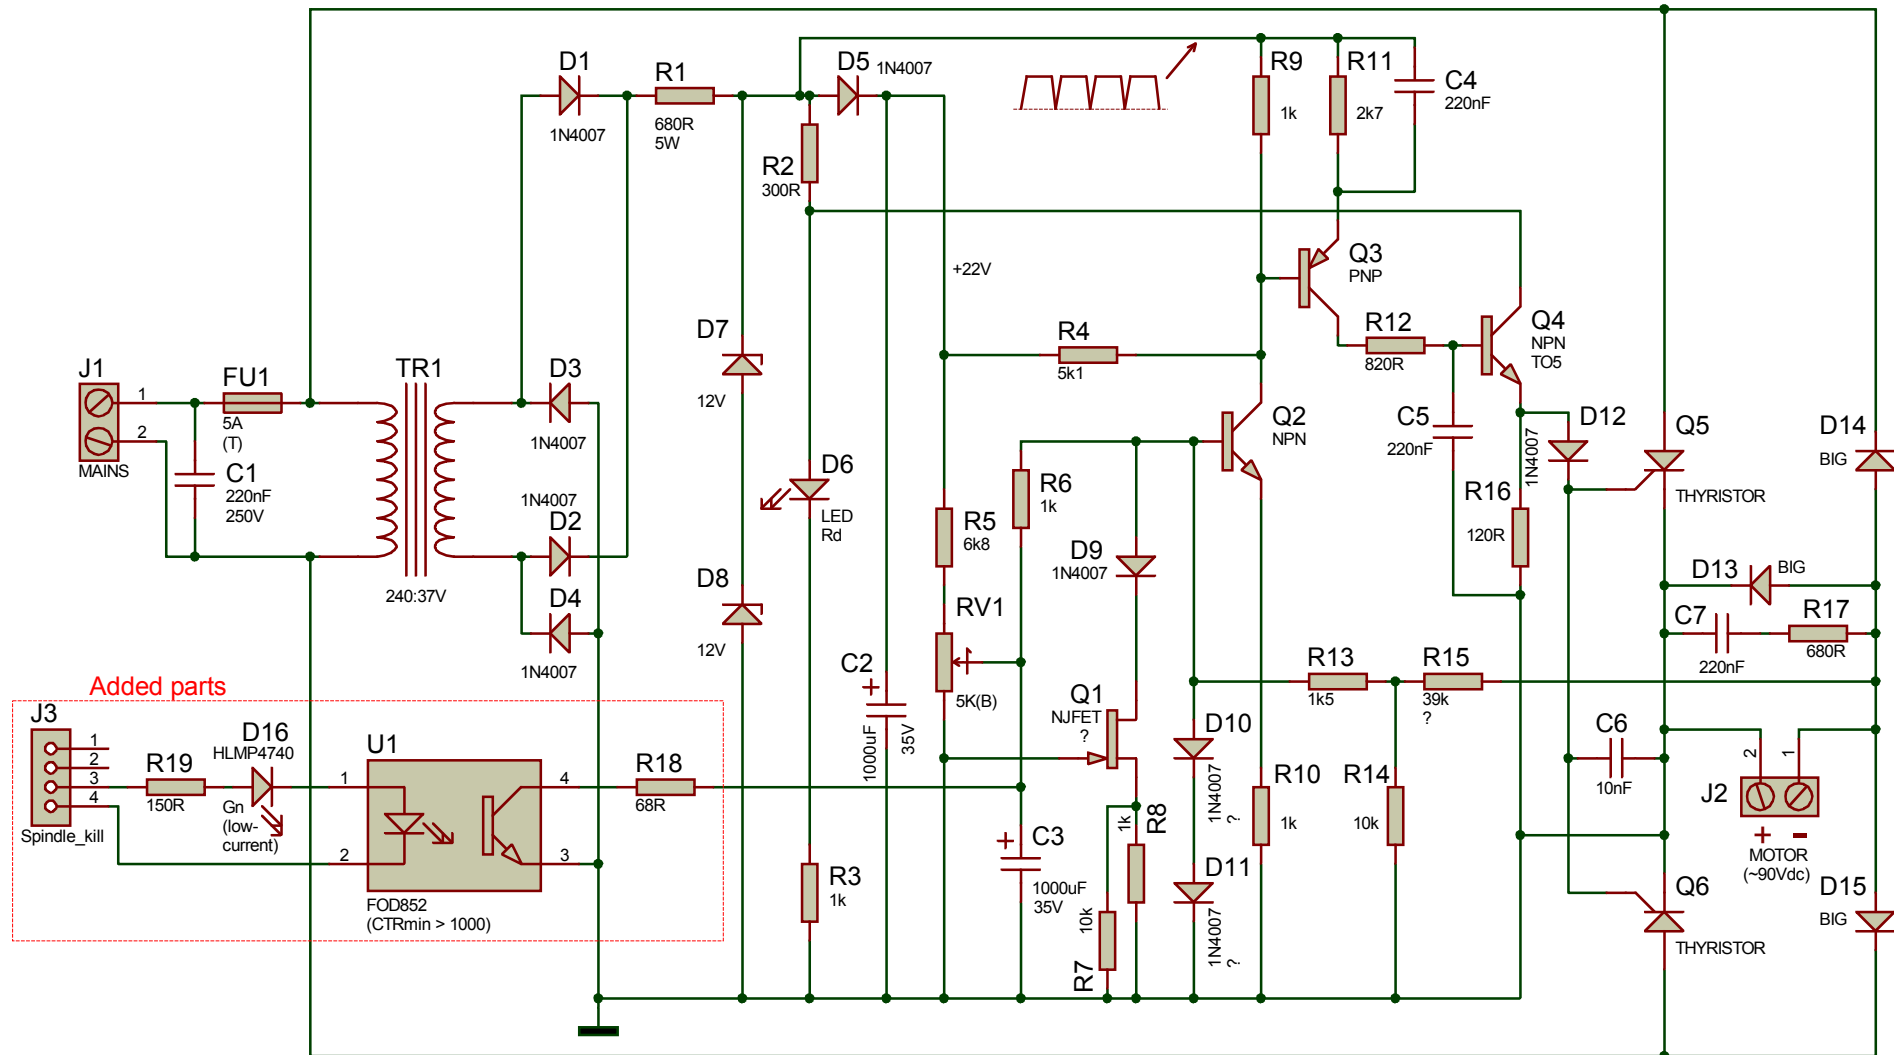 D1
1N4007
R1
680R
5W
D5
1N4007
R2
300R
R9
1k
R11
2k7
C4
220nF
+22V
Q3
PNP
R12
820R
Q4
NPN
TO5
D7
12V
R4
5k1
J1
1
2
MAINS
FU1
5A
(T)
C1
220nF
250V
TR1
240:37V
D3
1N4007
1N4007
D2
D4
1N4007
D6
LED
Rd
D8
12V
R5
6k8
RV1
5K(B)
R6
1k
D9
1N4007
Q2
NPN
C5
220nF
D12
1N4007
R16
120R
Q5
THYRISTOR
D14
BIG
D13
BIG
C7
220nF
R17
680R
C2
1000uF
35V
Q1
NJFET
?
R13
1k5
R15
39k
?
D10
1N4007
?
R10
1k
R14
10k
C6
10nF
2
1
J2
+ -
MOTOR
(~90Vdc)
Added parts
J3
1
2
3
4
Spindle_kill
R19
150R
D16
HLMP4740
Gn
(low-
current)
U1
1
2
4
3
FOD852
(CTRmin > 1000)
R18
68R
R3
1k
C3
1000uF
35V
1k
R8
10k
R7
D11
1N4007
?
Q6
THYRISTOR
D15
BIG